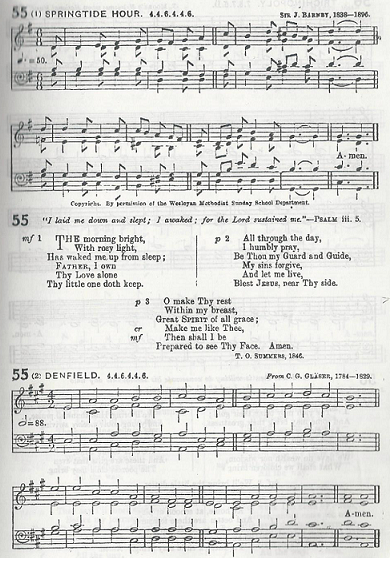 55 (1) SPRINGTIDE HOUR. 4.4.6.4.4.6. SIR J. BARNBY, 1838—1896.
= 50.
A-men.
Copyright. By permission of the Wesleyan Methodist Sunday School Department.
55 "I laid me down and slept; I awaked; for the Lord sustained me."—PSALM iii. 5.
mf 1 THE morning bright,
With rosy light,
Has waked me up from sleep;
FATHER, I own
Thy Love alone
Thy little one doth keep.
p 2 All through the day,
I humbly pray,
Be Thou my Guard and Guide,
My sins forgive,
And let me live,
Blest JESUS, near Thy side.
p 3 O make Thy rest
Within my breast,
Great SPIRIT of all grace;
cr Make me like Thee,
mf Then shall I be
Prepared to see Thy Face. Amen.
T. O. SUMMERS, 1846.
55 (2) DENFIELD. 4.4.6.4.4.6. From C. G. GLÄSER, 1784—1829.
=88.
A-men.